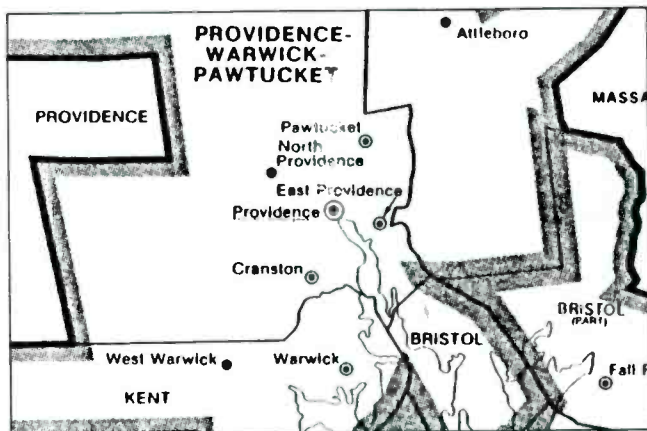 PROVIDENCE-
WARWICK-
PAWTUCKET
Attleboro
MASSA
PROVIDENCE
Pawtucket
North
Providence
East Providence
Providence
Cranston
BRISTOL
(PART)
BRISTOL
West Warwick
Warwick
Fall R
KENT